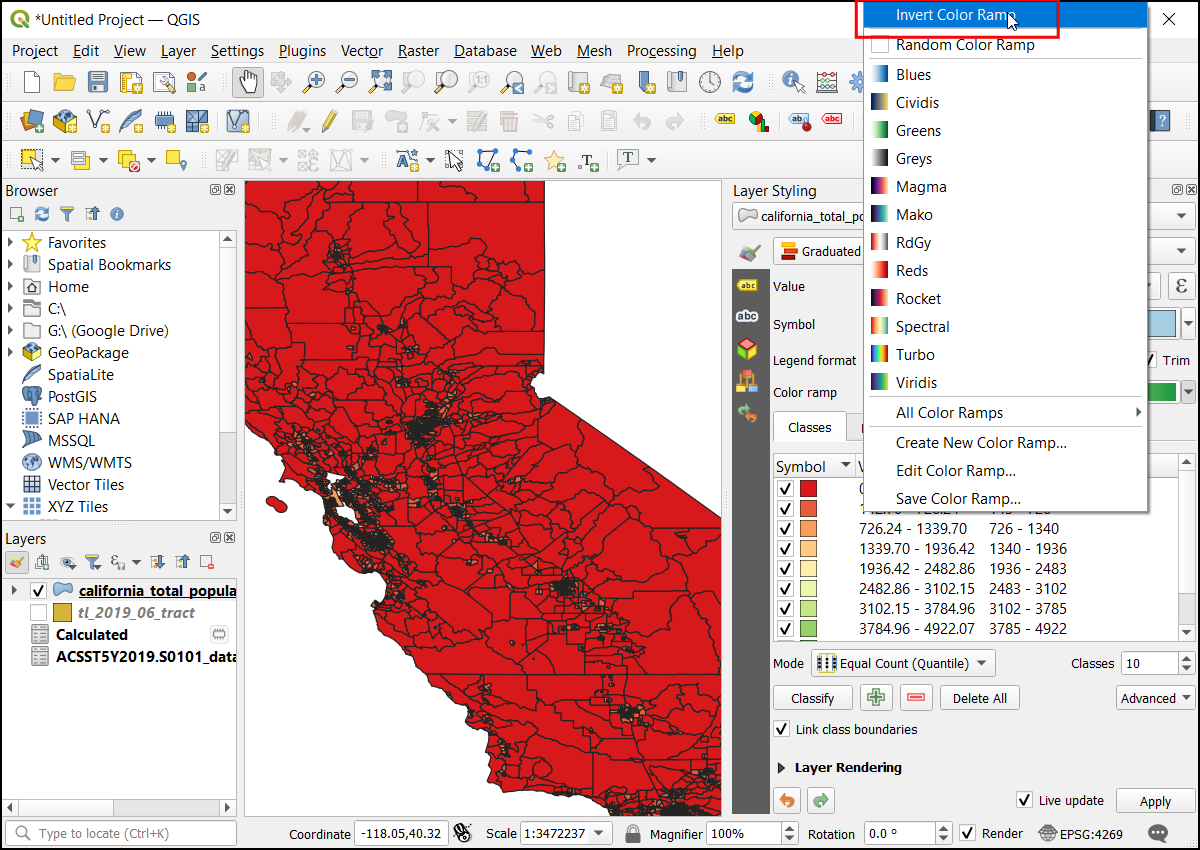 *Untitled Project — QGIS
Project Edit View Layer Settings Plugins Vector Raster Database Web Mesh Processing Help
abc abc abc ?
T T
Browser
Favorites
Spatial Bookmarks
Home
C:\
G:\ (Google Drive)
GeoPackage
SpatiaLite
PostGIS
SAP HANA
MSSQL
WMS/WMTS
Vector Tiles
XYZ Tiles
Layers
california_total_popula
tl_2019_06_tract
Calculated
ACSST5Y2019.S0101_data
Layer Styling
california_total_po
Graduated
abc
abc
Value
ε
Symbol
Legend format
Trim
Color ramp
Classes
Symbol
726.24 - 1339.70 726 - 1340
1339.70 - 1936.42 1340 - 1936
1936.42 - 2482.86 1936 - 2483
2482.86 - 3102.15 2483 - 3102
3102.15 - 3784.96 3102 - 3785
3784.96 - 4922.07 3785 - 4922
Mode Equal Count (Quantile) Classes 10
Classify Delete All Advanced
Link class boundaries
Layer Rendering
Live update Apply
Invert Color Ramp
Random Color Ramp
Blues
Cividis
Greens
Greys
Magma
Mako
RdGy
Reds
Rocket
Spectral
Turbo
Viridis
All Color Ramps
Create New Color Ramp...
Edit Color Ramp...
Save Color Ramp...
Type to locate (Ctrl+K) Coordinate -118.05,40.32 Scale 1:3472237 Magnifier 100% Rotation 0.0 ° Render EPSG:4269